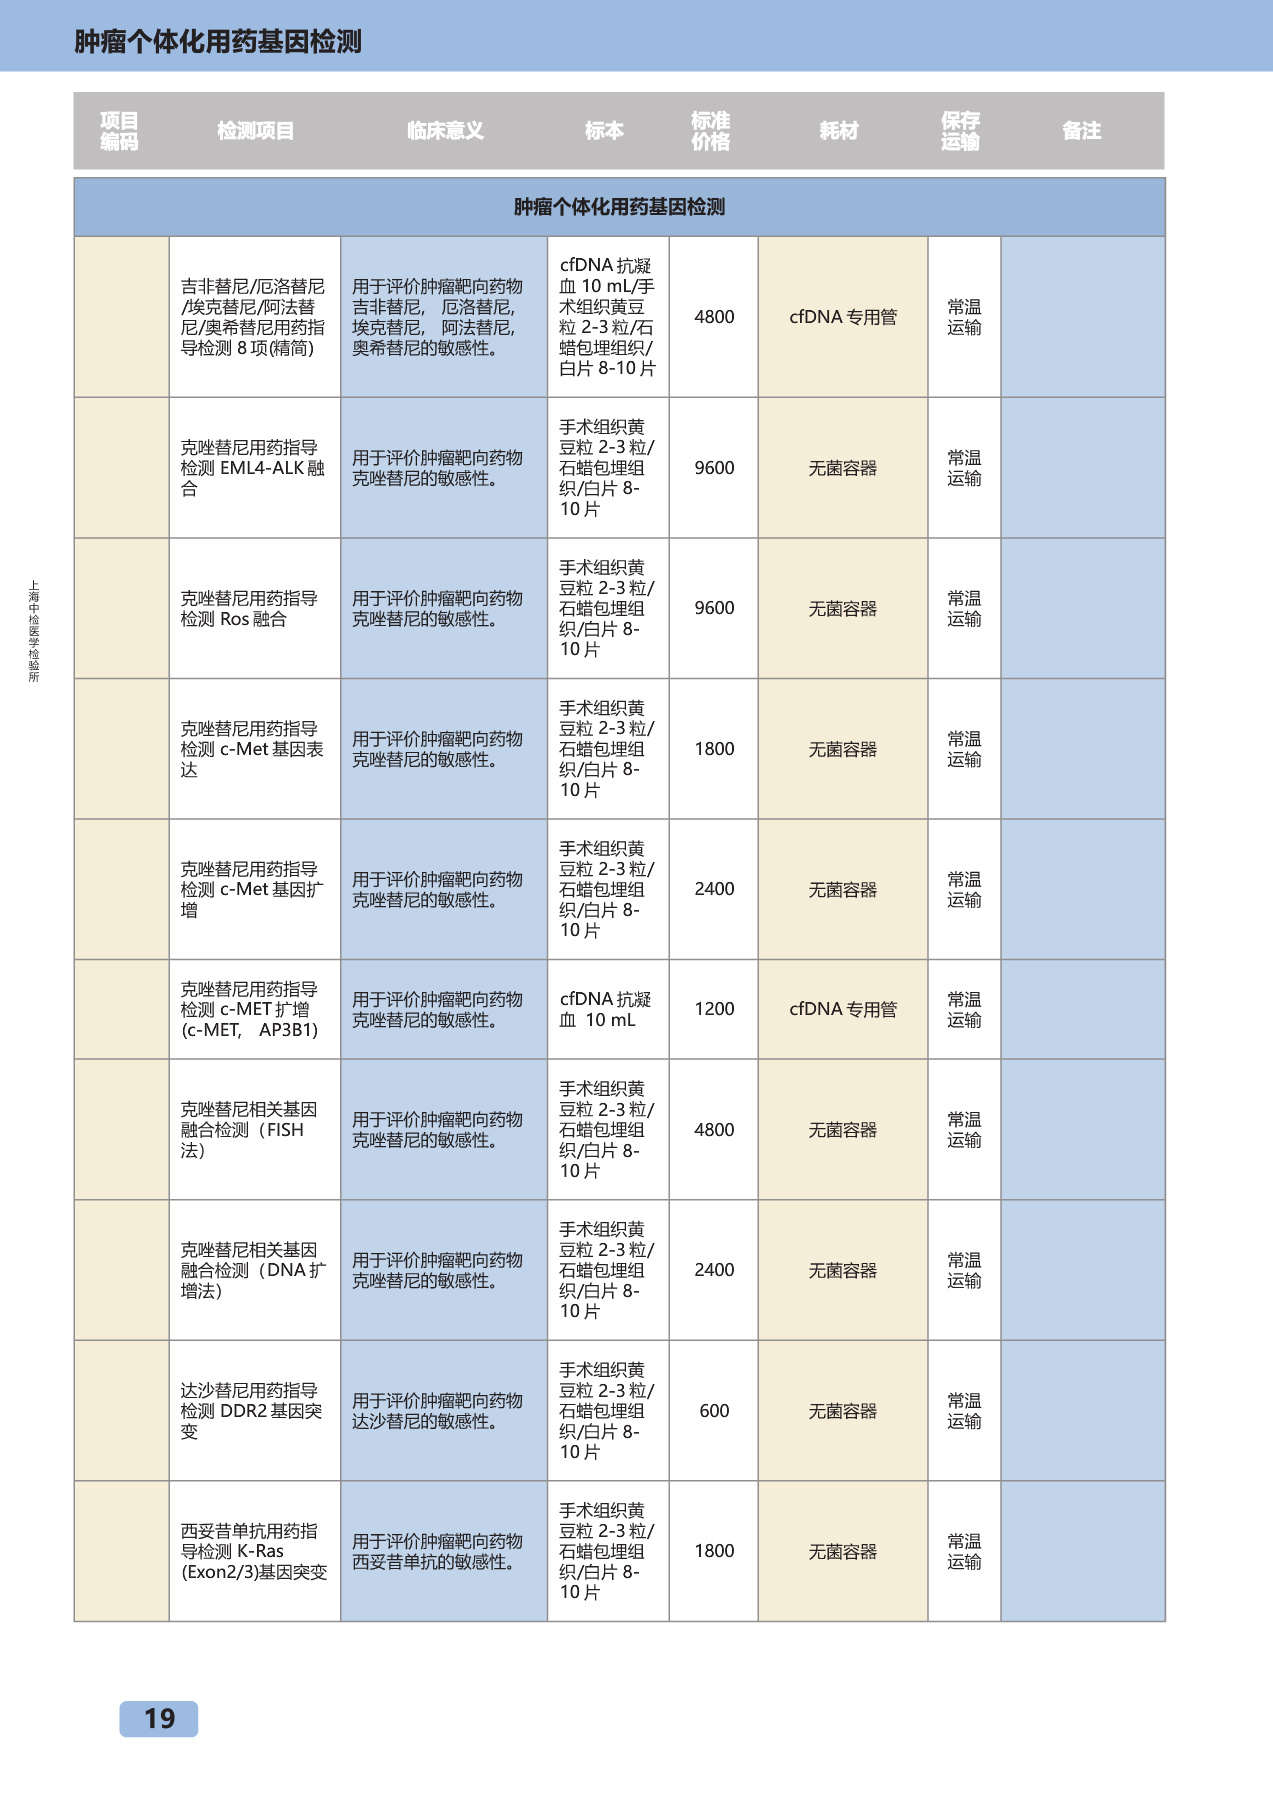 肿瘤个体化用药基因检测
项目
编码
检测项目
临床意义
标本
标准
价格
耗材
保存
运输
备注
肿瘤个体化用药基因检测
吉非替尼/厄洛替尼
/埃克替尼/阿法替
尼/奥希替尼用药指
导检测 8 项(精简)
用于评价肿瘤靶向药物
吉非替尼, 厄洛替尼,
埃克替尼, 阿法替尼,
奥希替尼的敏感性。
cfDNA 抗凝
血 10 mL/手
术组织黄豆
粒 2-3 粒/石
蜡包埋组织/
白片 8-10 片
4800
cfDNA 专用管
常温
运输
克唑替尼用药指导
检测 EML4-ALK 融
合
用于评价肿瘤靶向药物
克唑替尼的敏感性。
手术组织黄
豆粒 2-3 粒/
石蜡包埋组
织/白片 8-
10 片
9600
无菌容器
常温
运输
克唑替尼用药指导
检测 Ros 融合
用于评价肿瘤靶向药物
克唑替尼的敏感性。
手术组织黄
豆粒 2-3 粒/
石蜡包埋组
织/白片 8-
10 片
9600
无菌容器
常温
运输
克唑替尼用药指导
检测 c-Met 基因表
达
用于评价肿瘤靶向药物
克唑替尼的敏感性。
手术组织黄
豆粒 2-3 粒/
石蜡包埋组
织/白片 8-
10 片
1800
无菌容器
常温
运输
克唑替尼用药指导
检测 c-Met 基因扩
增
用于评价肿瘤靶向药物
克唑替尼的敏感性。
手术组织黄
豆粒 2-3 粒/
石蜡包埋组
织/白片 8-
10 片
2400
无菌容器
常温
运输
克唑替尼用药指导
检测 c-MET 扩增
(c-MET, AP3B1)
用于评价肿瘤靶向药物
克唑替尼的敏感性。
cfDNA 抗凝
血 10 mL
1200
cfDNA 专用管
常温
运输
克唑替尼相关基因
融合检测（FISH
法）
用于评价肿瘤靶向药物
克唑替尼的敏感性。
手术组织黄
豆粒 2-3 粒/
石蜡包埋组
织/白片 8-
10 片
4800
无菌容器
常温
运输
克唑替尼相关基因
融合检测（DNA 扩
增法）
用于评价肿瘤靶向药物
克唑替尼的敏感性。
手术组织黄
豆粒 2-3 粒/
石蜡包埋组
织/白片 8-
10 片
2400
无菌容器
常温
运输
达沙替尼用药指导
检测 DDR2 基因突
变
用于评价肿瘤靶向药物
达沙替尼的敏感性。
手术组织黄
豆粒 2-3 粒/
石蜡包埋组
织/白片 8-
10 片
600
无菌容器
常温
运输
西妥昔单抗用药指
导检测 K-Ras
(Exon2/3)基因突变
用于评价肿瘤靶向药物
西妥昔单抗的敏感性。
手术组织黄
豆粒 2-3 粒/
石蜡包埋组
织/白片 8-
10 片
1800
无菌容器
常温
运输
上海中检医学检验所
19